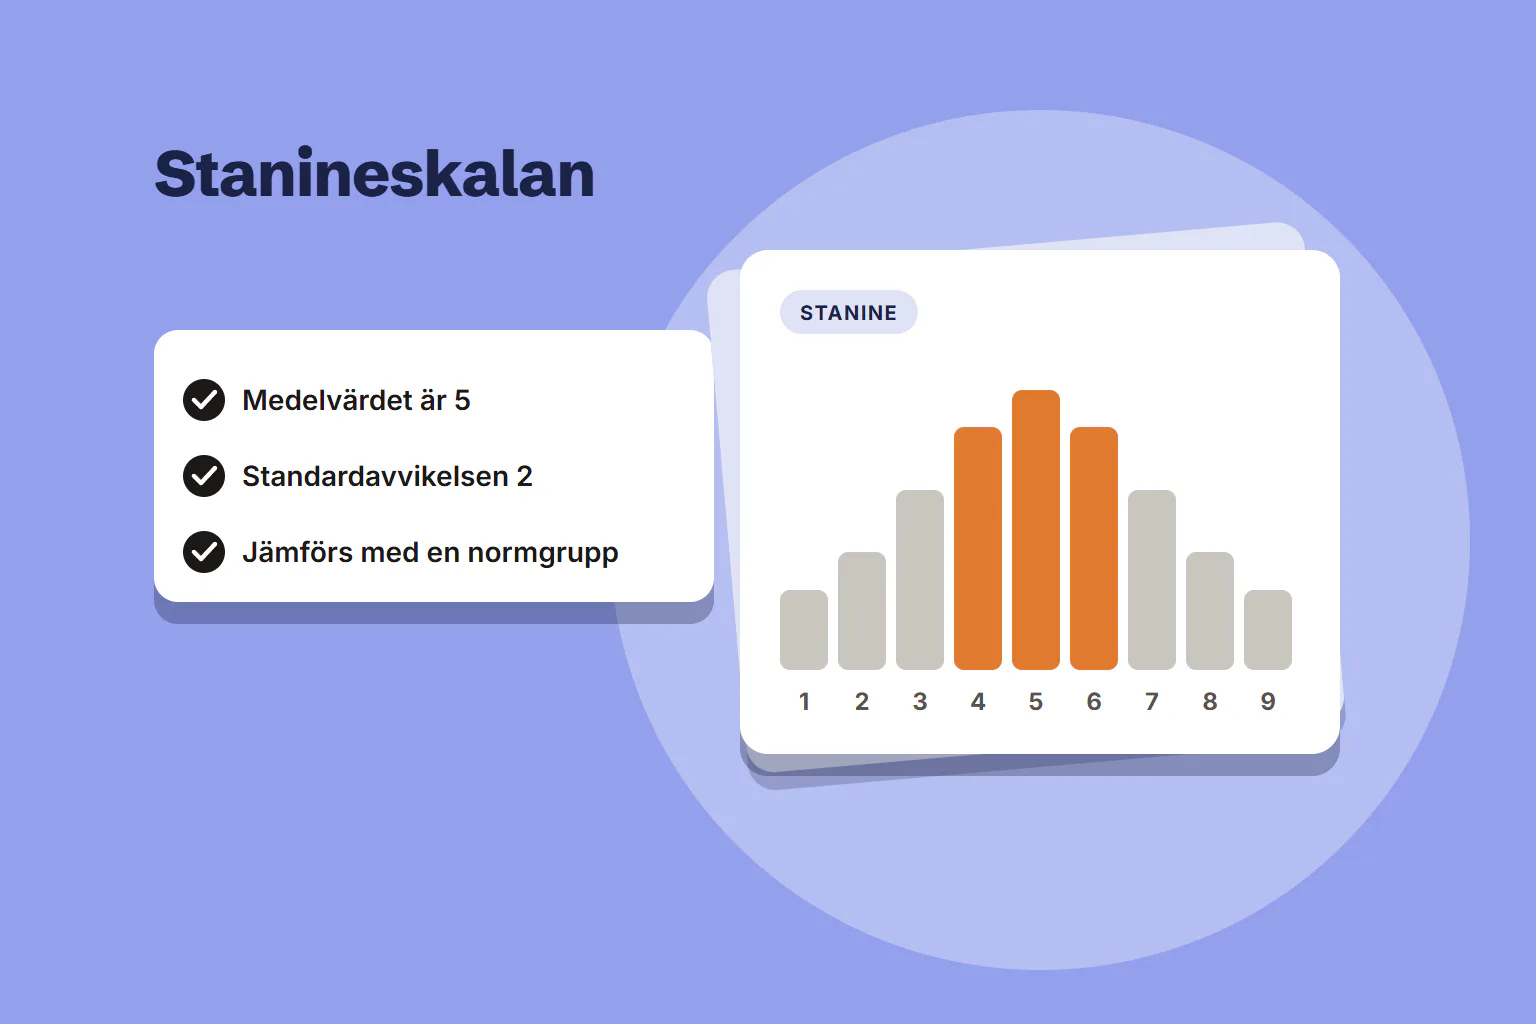 Stanineskalan
Medelvärdet är 5
Standardavvikelsen 2
Jämförs med en normgrupp
STANINE
1 2 3 4 5 6 7 8 9